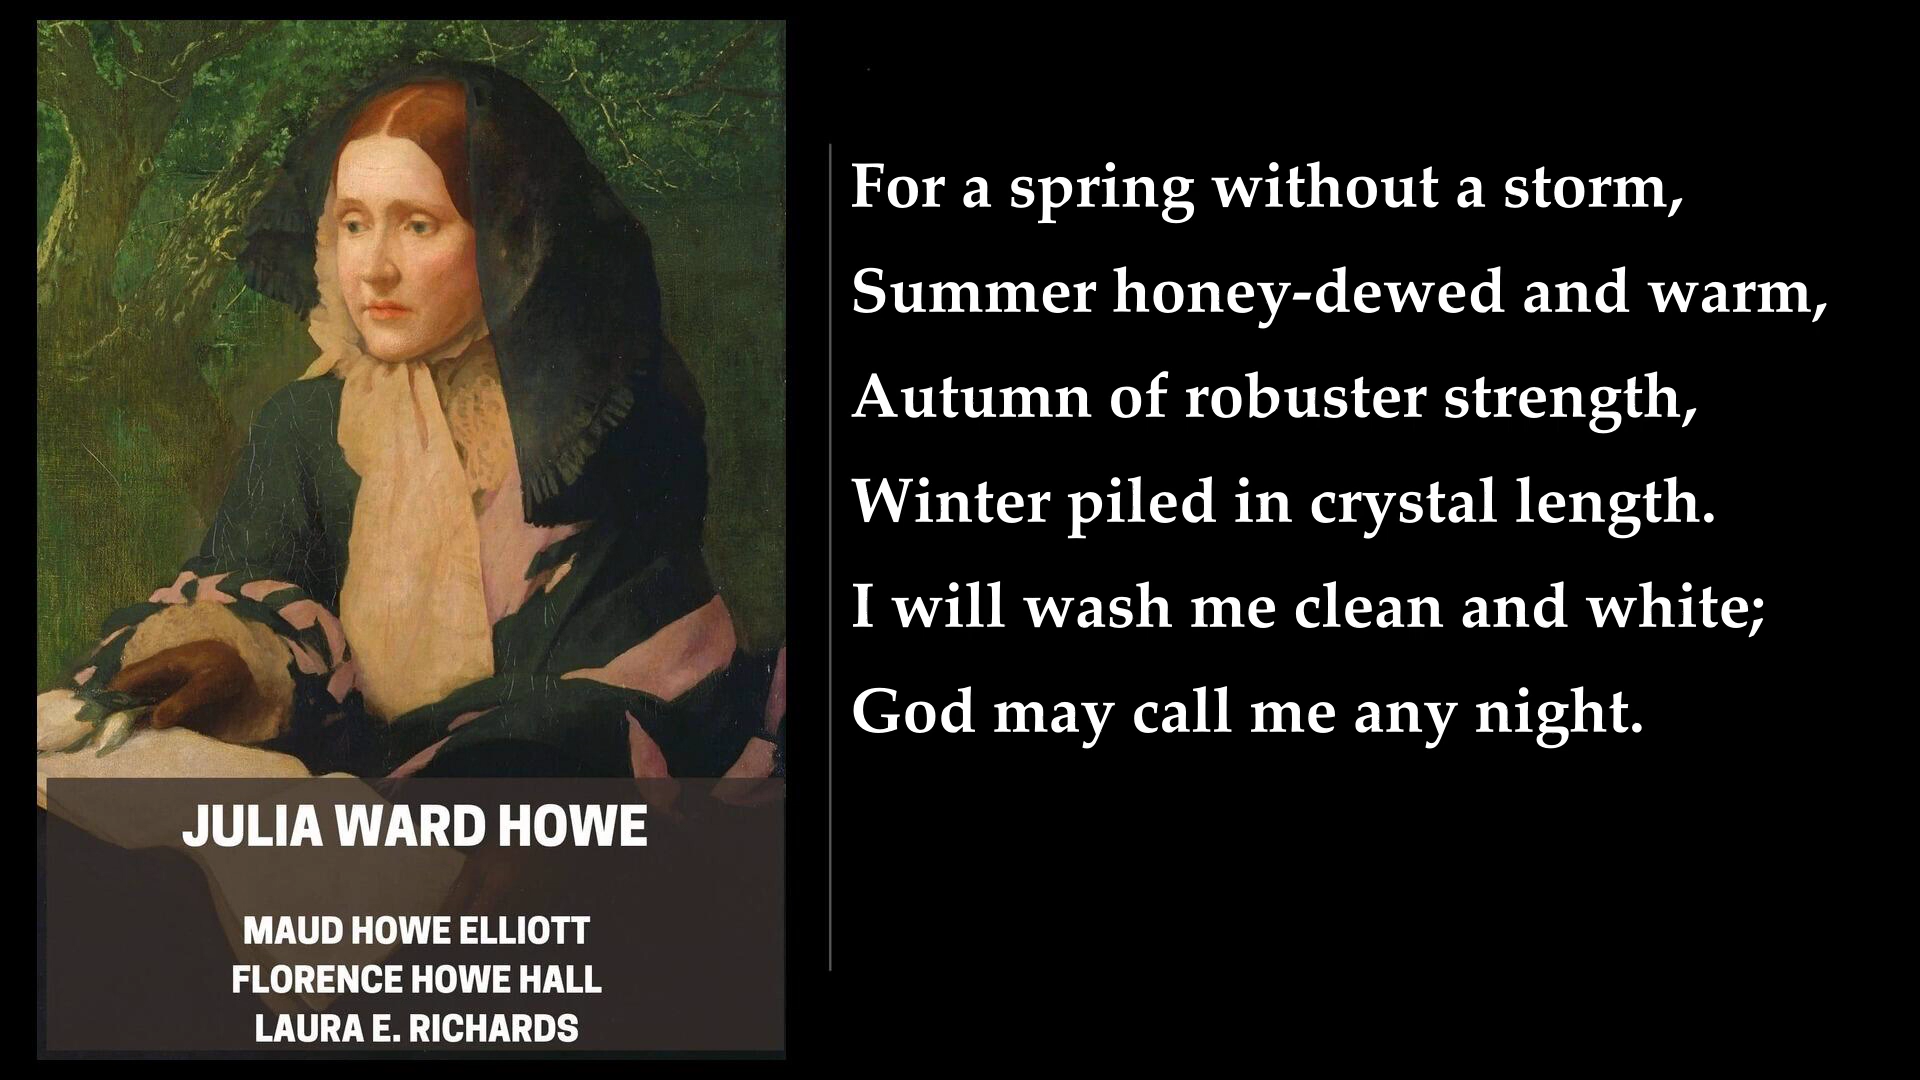 JULIA WARD HOWE
MAUD HOWE ELLIOTT
FLORENCE HOWE HALL
LAURA E. RICHARDS
For a spring without a storm,
Summer honey-dewed and warm,
Autumn of robuster strength,
Winter piled in crystal length.
I will wash me clean and white;
God may call me any night.